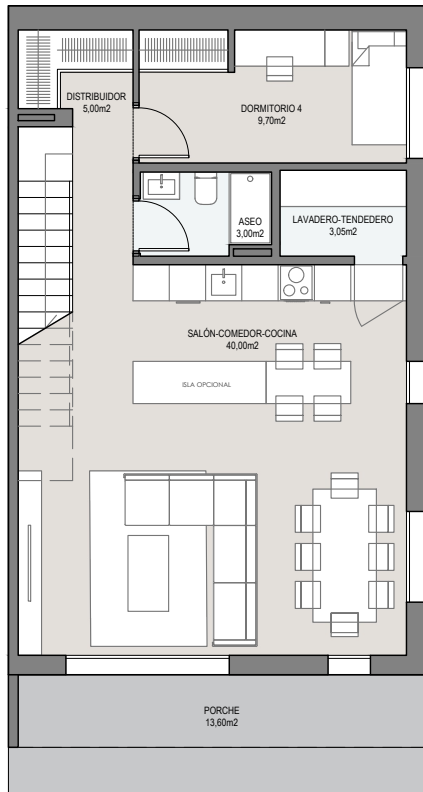 DISTRIBUIDOR
5,00m2
DORMITORIO 4
9,70m2
ASEO
3,00m2
LAVADERO-TENDEDERO
3,05m2
SALÓN-COMEDOR-COCINA
40,00m2
ISLA OPCIONAL
PORCHE
13,60m2